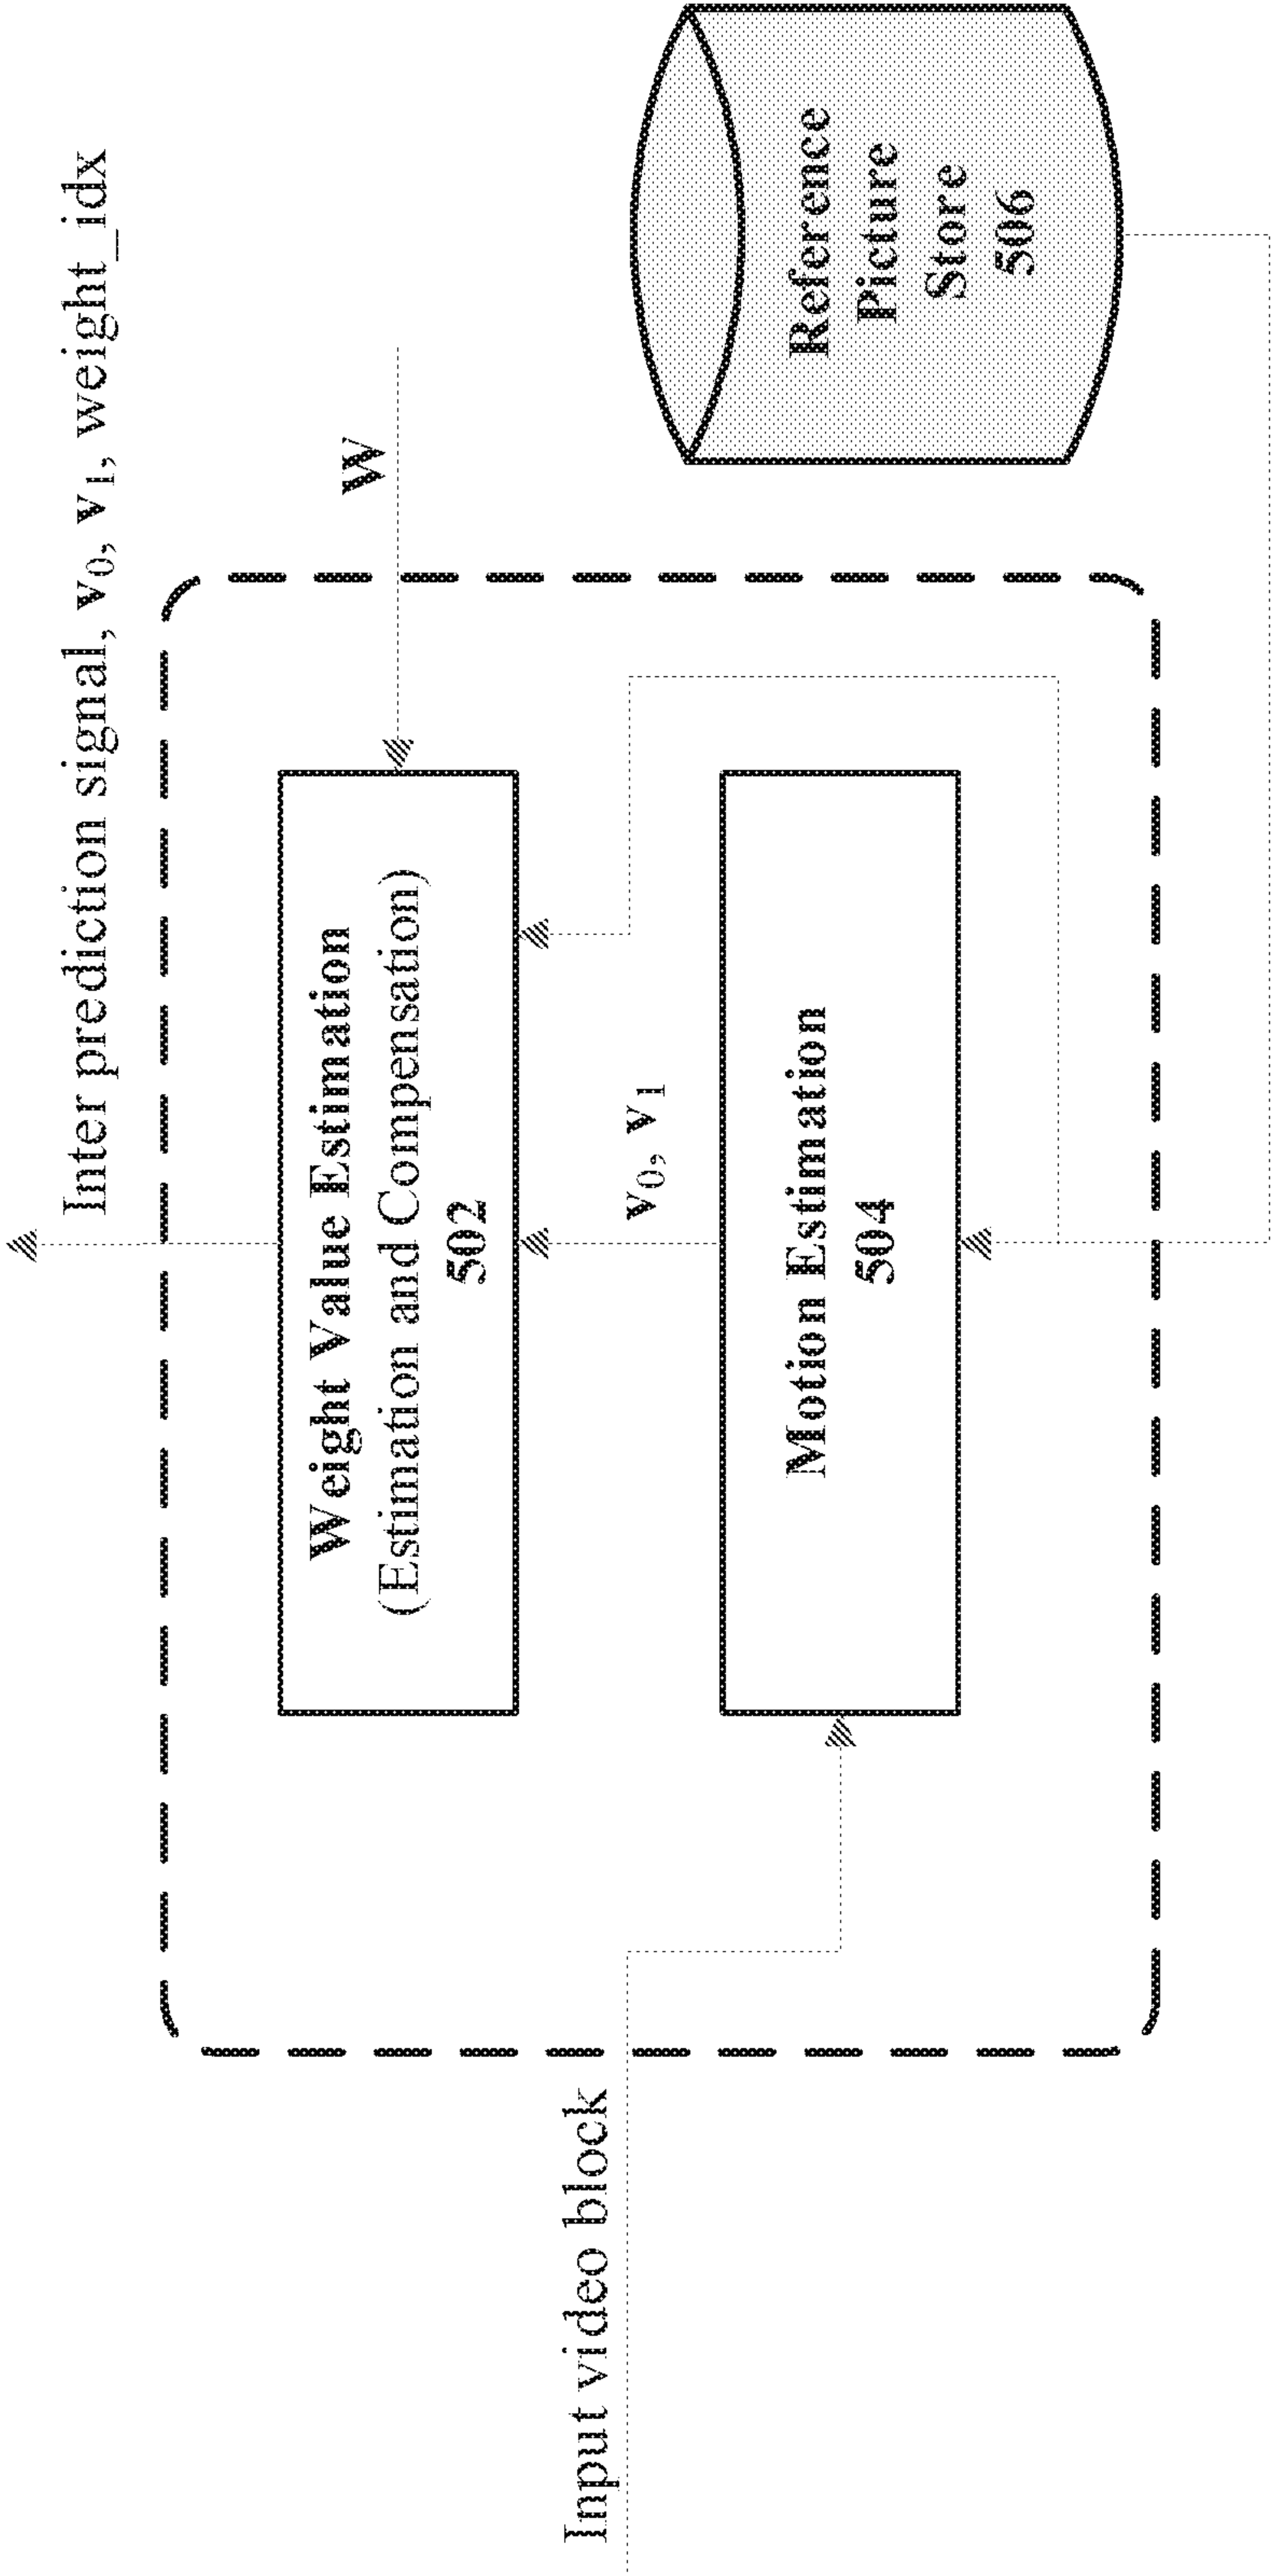 Inter prediction signal, v0, v1, weight_idx
W
Weight Value Estimation
(Estimation and Compensation)
502
v0, v1
Motion Estimation
504
Reference
Picture
Store
506
Input video block